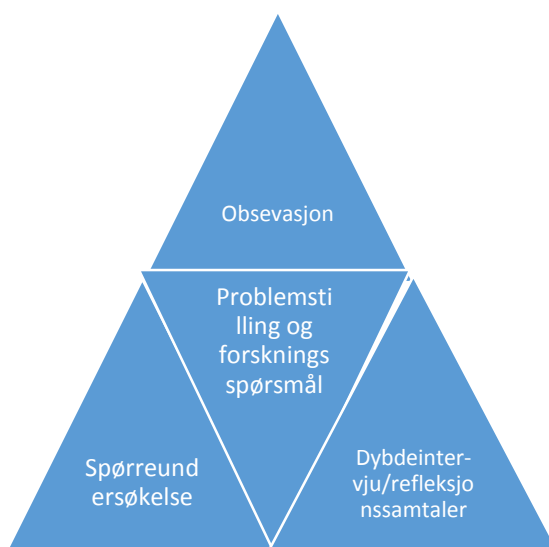 Obsevasjon
Problemsti
lling og
forsknings
spørsmål
Spørreund
ersøkelse
Dybdeinter-
vju/refleksjo
nssamtaler